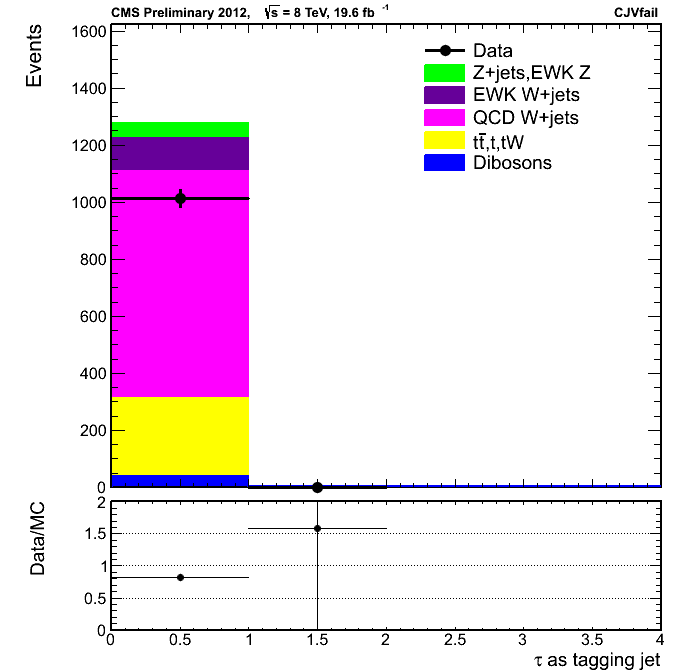 CMS Preliminary 2012, √s = 8 TeV, 19.6 fb⁻¹ CJVfail
Events
1600
1400
1200
1000
800
600
400
200
0
Data
Z+jets,EWK Z
EWK W+jets
QCD W+jets
tt̄,t,tW
Dibosons
Data/MC
2
1.5
1
0.5
0
0 0.5 1 1.5 2 2.5 3 3.5 4
τ as tagging jet